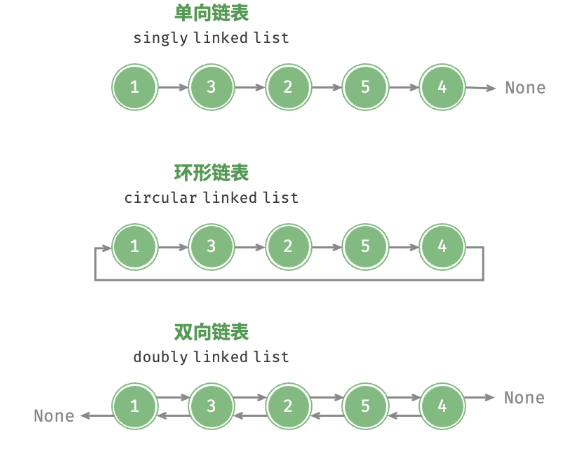 单向链表
singly linked list
1 3 2 5 4 None
环形链表
circular linked list
1 3 2 5 4
双向链表
doubly linked list
None 1 3 2 5 4 None